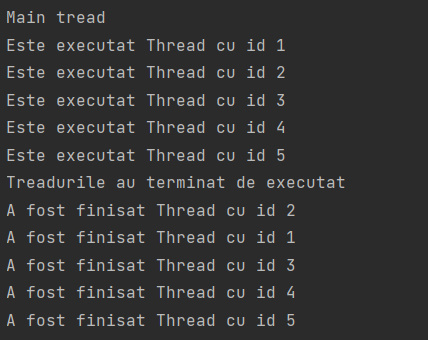 Main tread
Este executat Thread cu id 1
Este executat Thread cu id 2
Este executat Thread cu id 3
Este executat Thread cu id 4
Este executat Thread cu id 5
Treadurile au terminat de executat
A fost finisat Thread cu id 2
A fost finisat Thread cu id 1
A fost finisat Thread cu id 3
A fost finisat Thread cu id 4
A fost finisat Thread cu id 5